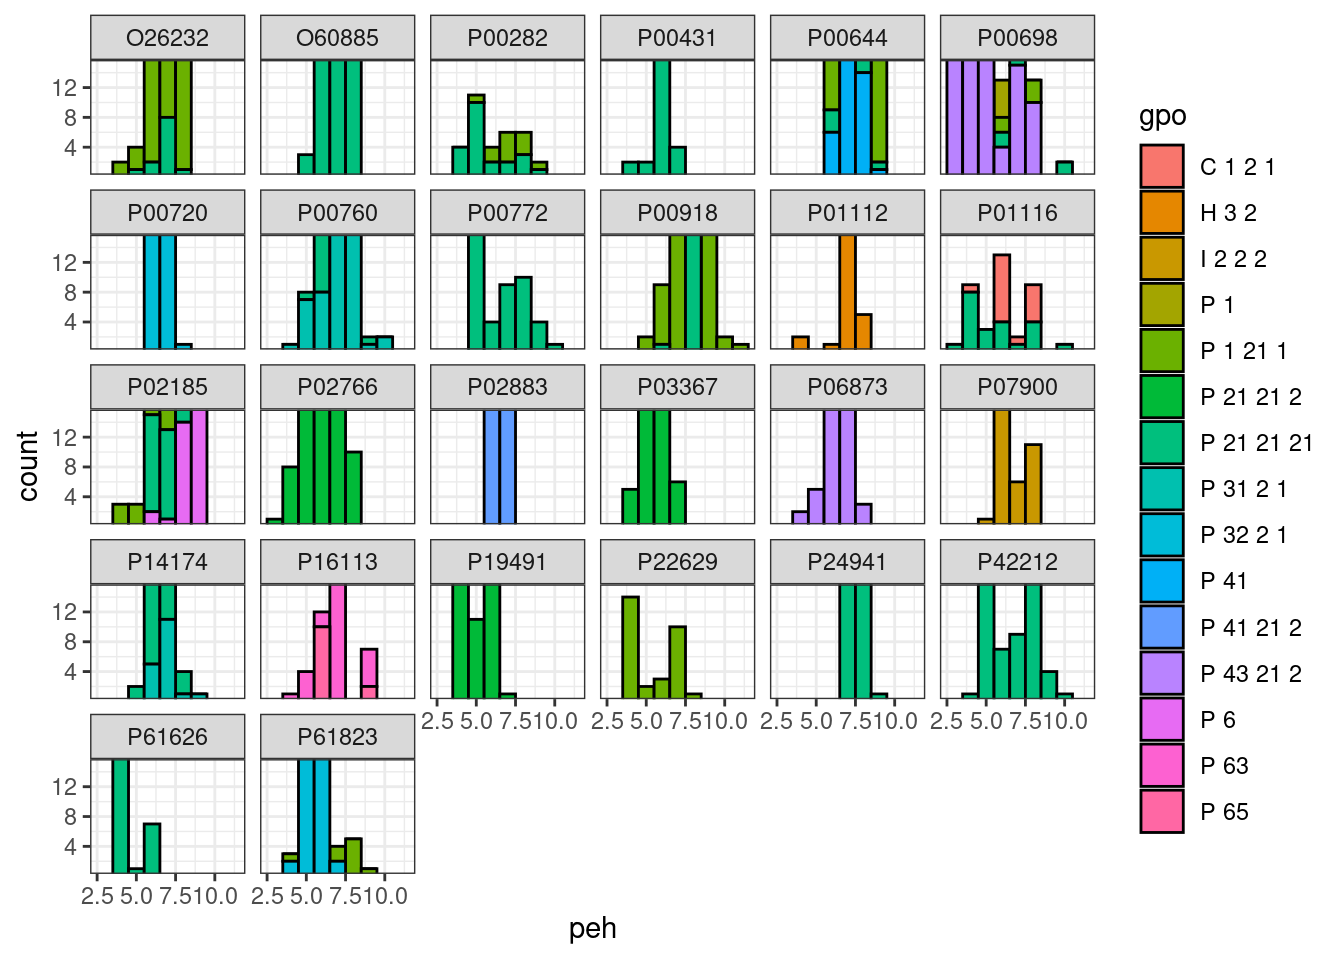 O26232 O60885 P00282 P00431 P00644 P00698
12
8
4
P00720 P00760 P00772 P00918 P01112 P01116
12
8
4
P02185 P02766 P02883 P03367 P06873 P07900
12
8
4
P14174 P16113 P19491 P22629 P24941 P42212
12
8
4
2.5 5.0 7.5 10.0 2.5 5.0 7.5 10.0 2.5 5.0 7.5 10.0 2.5 5.0 7.5 10.0
P61626 P61823
12
8
4
2.5 5.0 7.5 10.0 2.5 5.0 7.5 10.0
peh
count
gpo
C 1 2 1
H 3 2
I 2 2 2
P 1
P 1 21 1
P 21 21 2
P 21 21 21
P 31 2 1
P 32 2 1
P 41
P 41 21 2
P 43 21 2
P 6
P 63
P 65